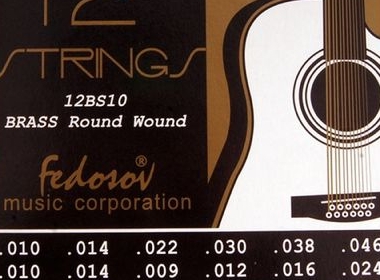 12
STRINGS
12BS10
BRASS Round Wound
fedosov®
music corporation
.010 .014 .022 .030 .038 .046
.010 .014 .009 .012 .016 .024